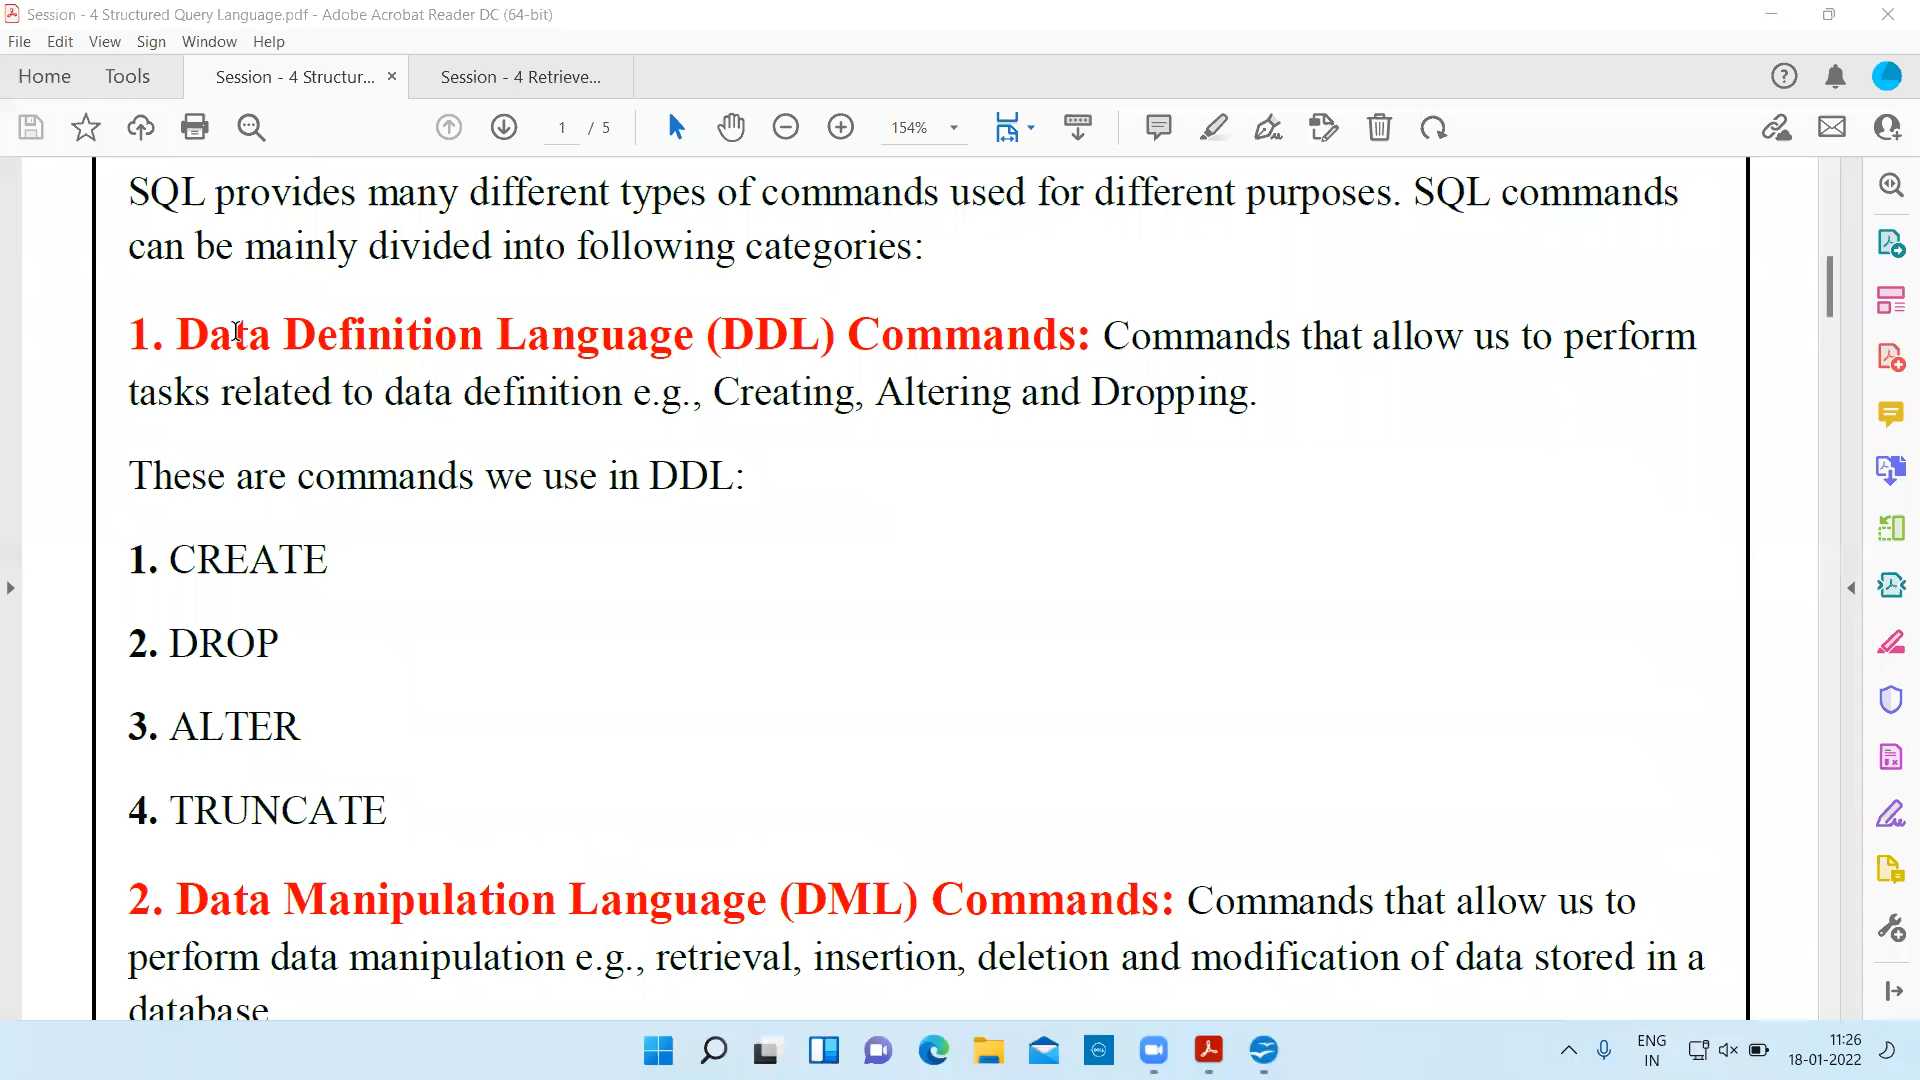 Session - 4 Structured Query Language.pdf - Adobe Acrobat Reader DC (64-bit)
File Edit View Sign Window Help
Home Tools Session - 4 Structur... × Session - 4 Retrieve...
1 / 5 154%
SQL provides many different types of commands used for different purposes. SQL commands
can be mainly divided into following categories:
1. Data Definition Language (DDL) Commands: Commands that allow us to perform
tasks related to data definition e.g., Creating, Altering and Dropping.
These are commands we use in DDL:
1. CREATE
2. DROP
3. ALTER
4. TRUNCATE
2. Data Manipulation Language (DML) Commands: Commands that allow us to
perform data manipulation e.g., retrieval, insertion, deletion and modification of data stored in a
database
ENG
IN
11:26
18-01-2022